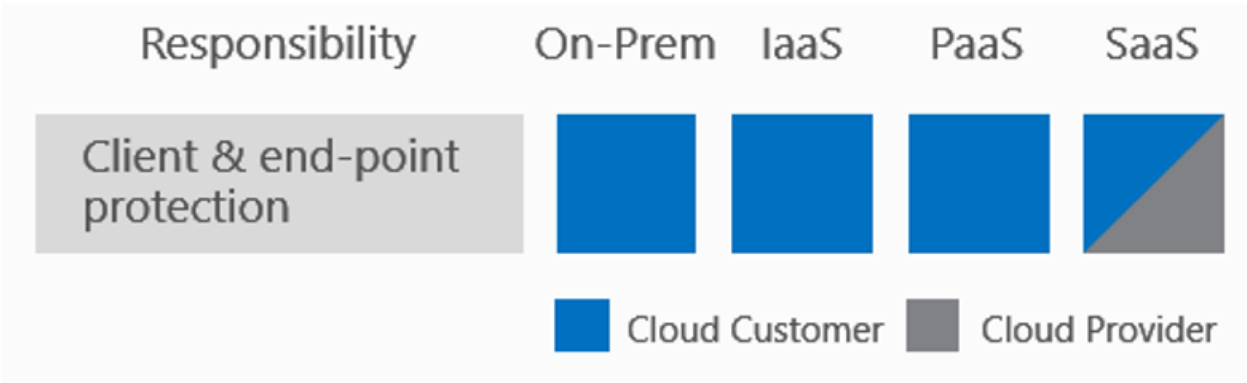 Responsibility On-Prem IaaS PaaS SaaS
Client & end-point
protection
Cloud Customer Cloud Provider